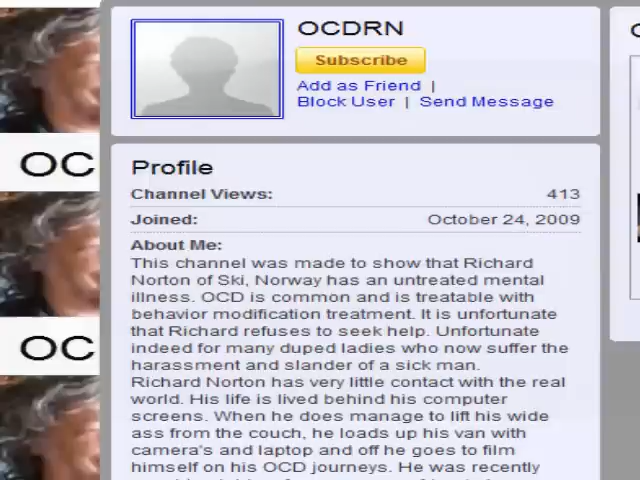 OCDRN
Subscribe
Add as Friend |
Block User | Send Message
OC
OC
Profile
Channel Views: 413
Joined: October 24, 2009
About Me:
This channel was made to show that Richard
Norton of Ski, Norway has an untreated mental
illness. OCD is common and is treatable with
behavior modification treatment. It is unfortunate
that Richard refuses to seek help. Unfortunate
indeed for many duped ladies who now suffer the
harassment and slander of a sick man.
Richard Norton has very little contact with the real
world. His life is lived behind his computer
screens. When he does manage to lift his wide
ass from the couch, he loads up his van with
camera's and laptop and off he goes to film
himself on his OCD journeys. He was recently